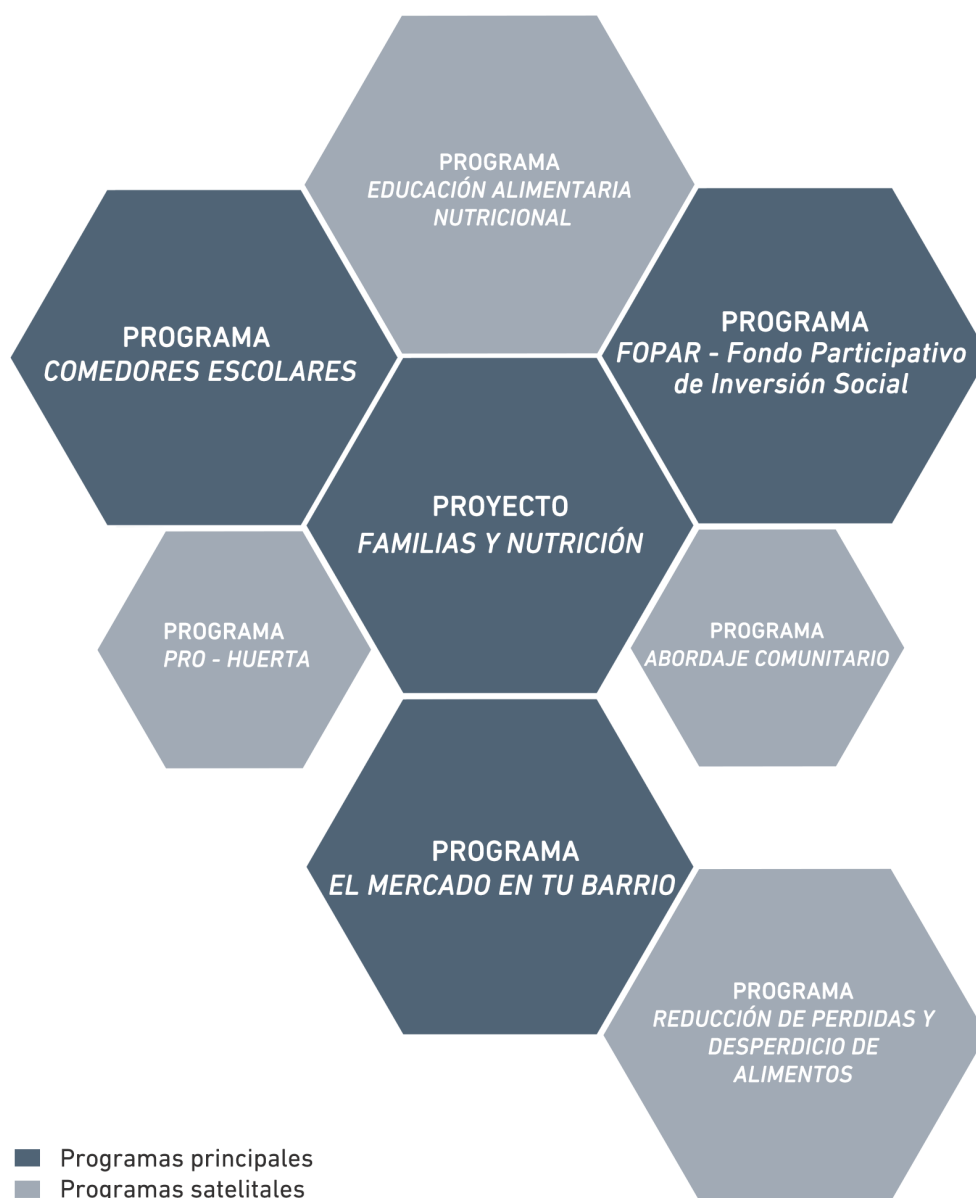 PROGRAMA
EDUCACIÓN ALIMENTARIA
NUTRICIONAL
PROGRAMA
COMEDORES ESCOLARES
PROGRAMA
FOPAR - Fondo Participativo
de Inversión Social
PROYECTO
FAMILIAS Y NUTRICIÓN
PROGRAMA
PRO - HUERTA
PROGRAMA
ABORDAJE COMUNITARIO
PROGRAMA
EL MERCADO EN TU BARRIO
PROGRAMA
REDUCCIÓN DE PERDIDAS Y
DESPERDICIO DE
ALIMENTOS
Programas principales
Programas satelitales